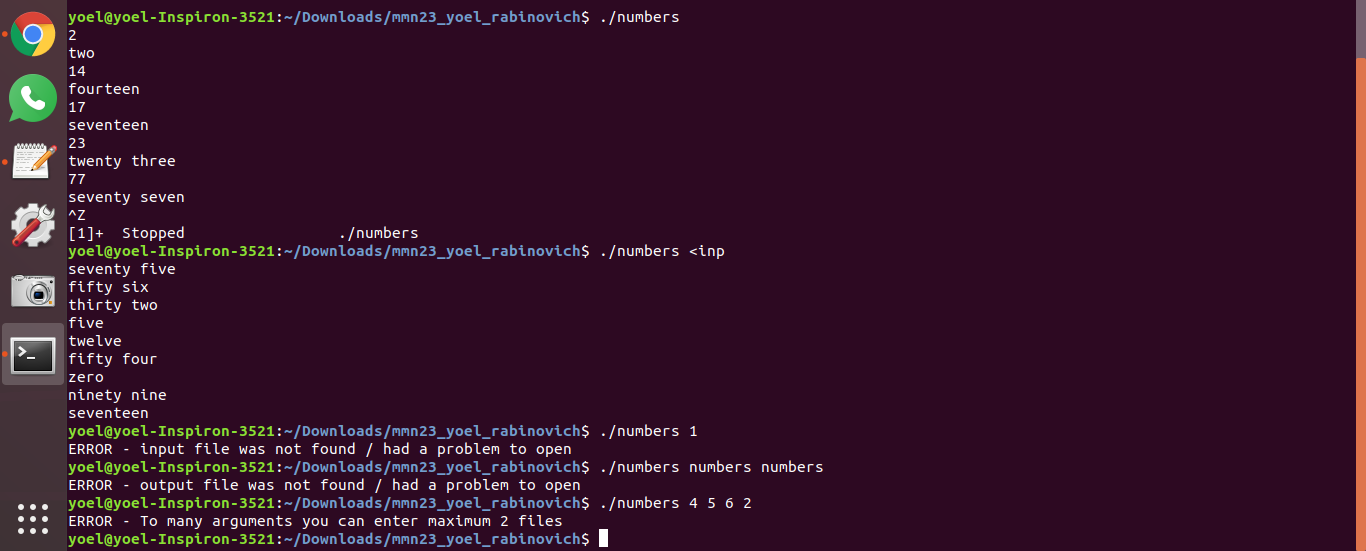 yoel@yoel-Inspiron-3521:~/Downloads/mmn23_yoel_rabinovich$ ./numbers
2
two
14
fourteen
17
seventeen
23
twenty three
77
seventy seven
^Z
[1]+  Stopped                 ./numbers
yoel@yoel-Inspiron-3521:~/Downloads/mmn23_yoel_rabinovich$ ./numbers <inp
seventy five
fifty six
thirty two
five
twelve
fifty four
zero
ninety nine
seventeen
yoel@yoel-Inspiron-3521:~/Downloads/mmn23_yoel_rabinovich$ ./numbers 1
ERROR - input file was not found / had a problem to open
yoel@yoel-Inspiron-3521:~/Downloads/mmn23_yoel_rabinovich$ ./numbers numbers numbers
ERROR - output file was not found / had a problem to open
yoel@yoel-Inspiron-3521:~/Downloads/mmn23_yoel_rabinovich$ ./numbers 4 5 6 2
ERROR - To many arguments you can enter maximum 2 files
yoel@yoel-Inspiron-3521:~/Downloads/mmn23_yoel_rabinovich$